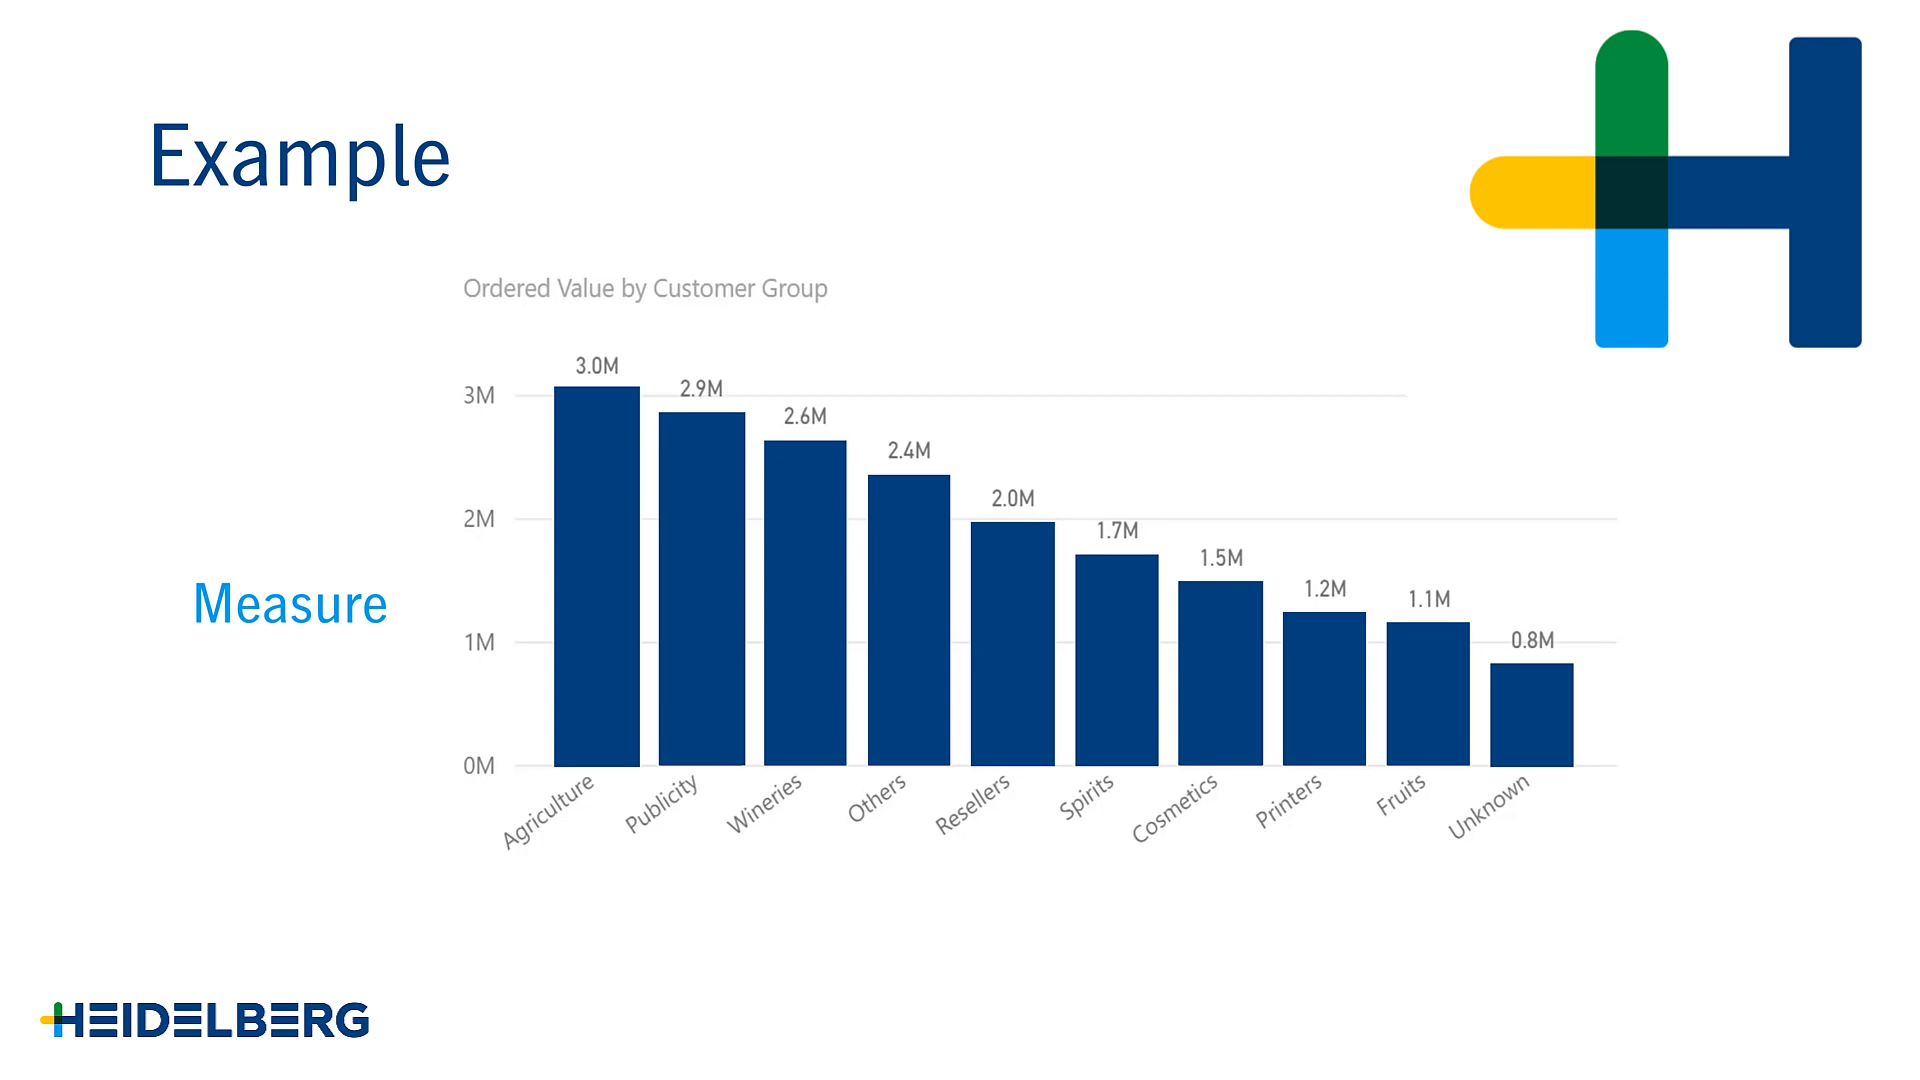 Example
Ordered Value by Customer Group
3.0M
3M
2.9M
2.6M
2.4M
2.0M
2M
1.7M
1.5M
1.2M
1.1M
Measure
1M
0.8M
0M
Agriculture
Publicity
Wineries
Others
Resellers
Spirits
Cosmetics
Printers
Fruits
Unknown
HEIDELBERG